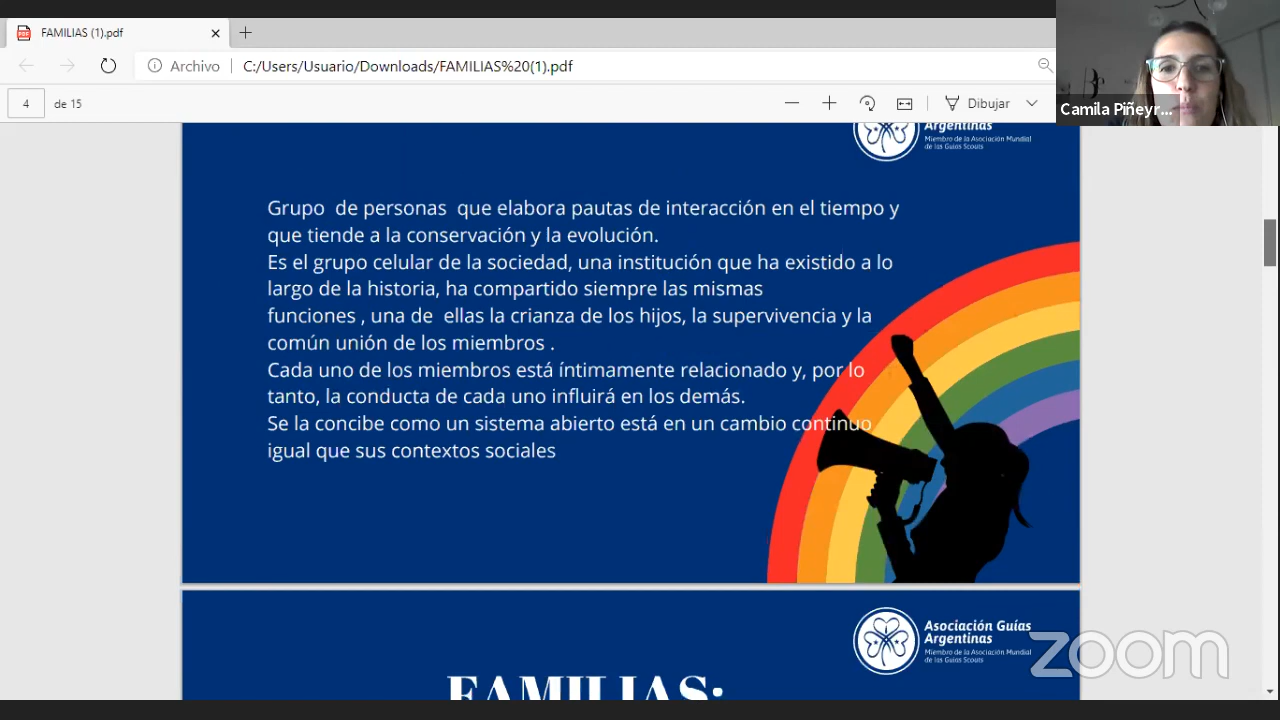 FAMILIAS (1).pdf
Archivo
C:/Users/Usuario/Downloads/FAMILIAS%20(1).pdf
4 de 15
Dibujar
Camila Piñeyr...
Argentinas
Miembro de la Asociación Mundial
de las Guías Scouts
Grupo de personas que elabora pautas de interacción en el tiempo y
que tiende a la conservación y la evolución.
Es el grupo celular de la sociedad, una institución que ha existido a lo
largo de la historia, ha compartido siempre las mismas
funciones , una de ellas la crianza de los hijos, la supervivencia y la
común unión de los miembros .
Cada uno de los miembros está íntimamente relacionado y, por lo
tanto, la conducta de cada uno influirá en los demás.
Se la concibe como un sistema abierto está en un cambio continuo
igual que sus contextos sociales
Asociación Guías
Argentinas
Miembro de la Asociación Mundial
de las Guías Scouts
FAMILIAS:
zoom